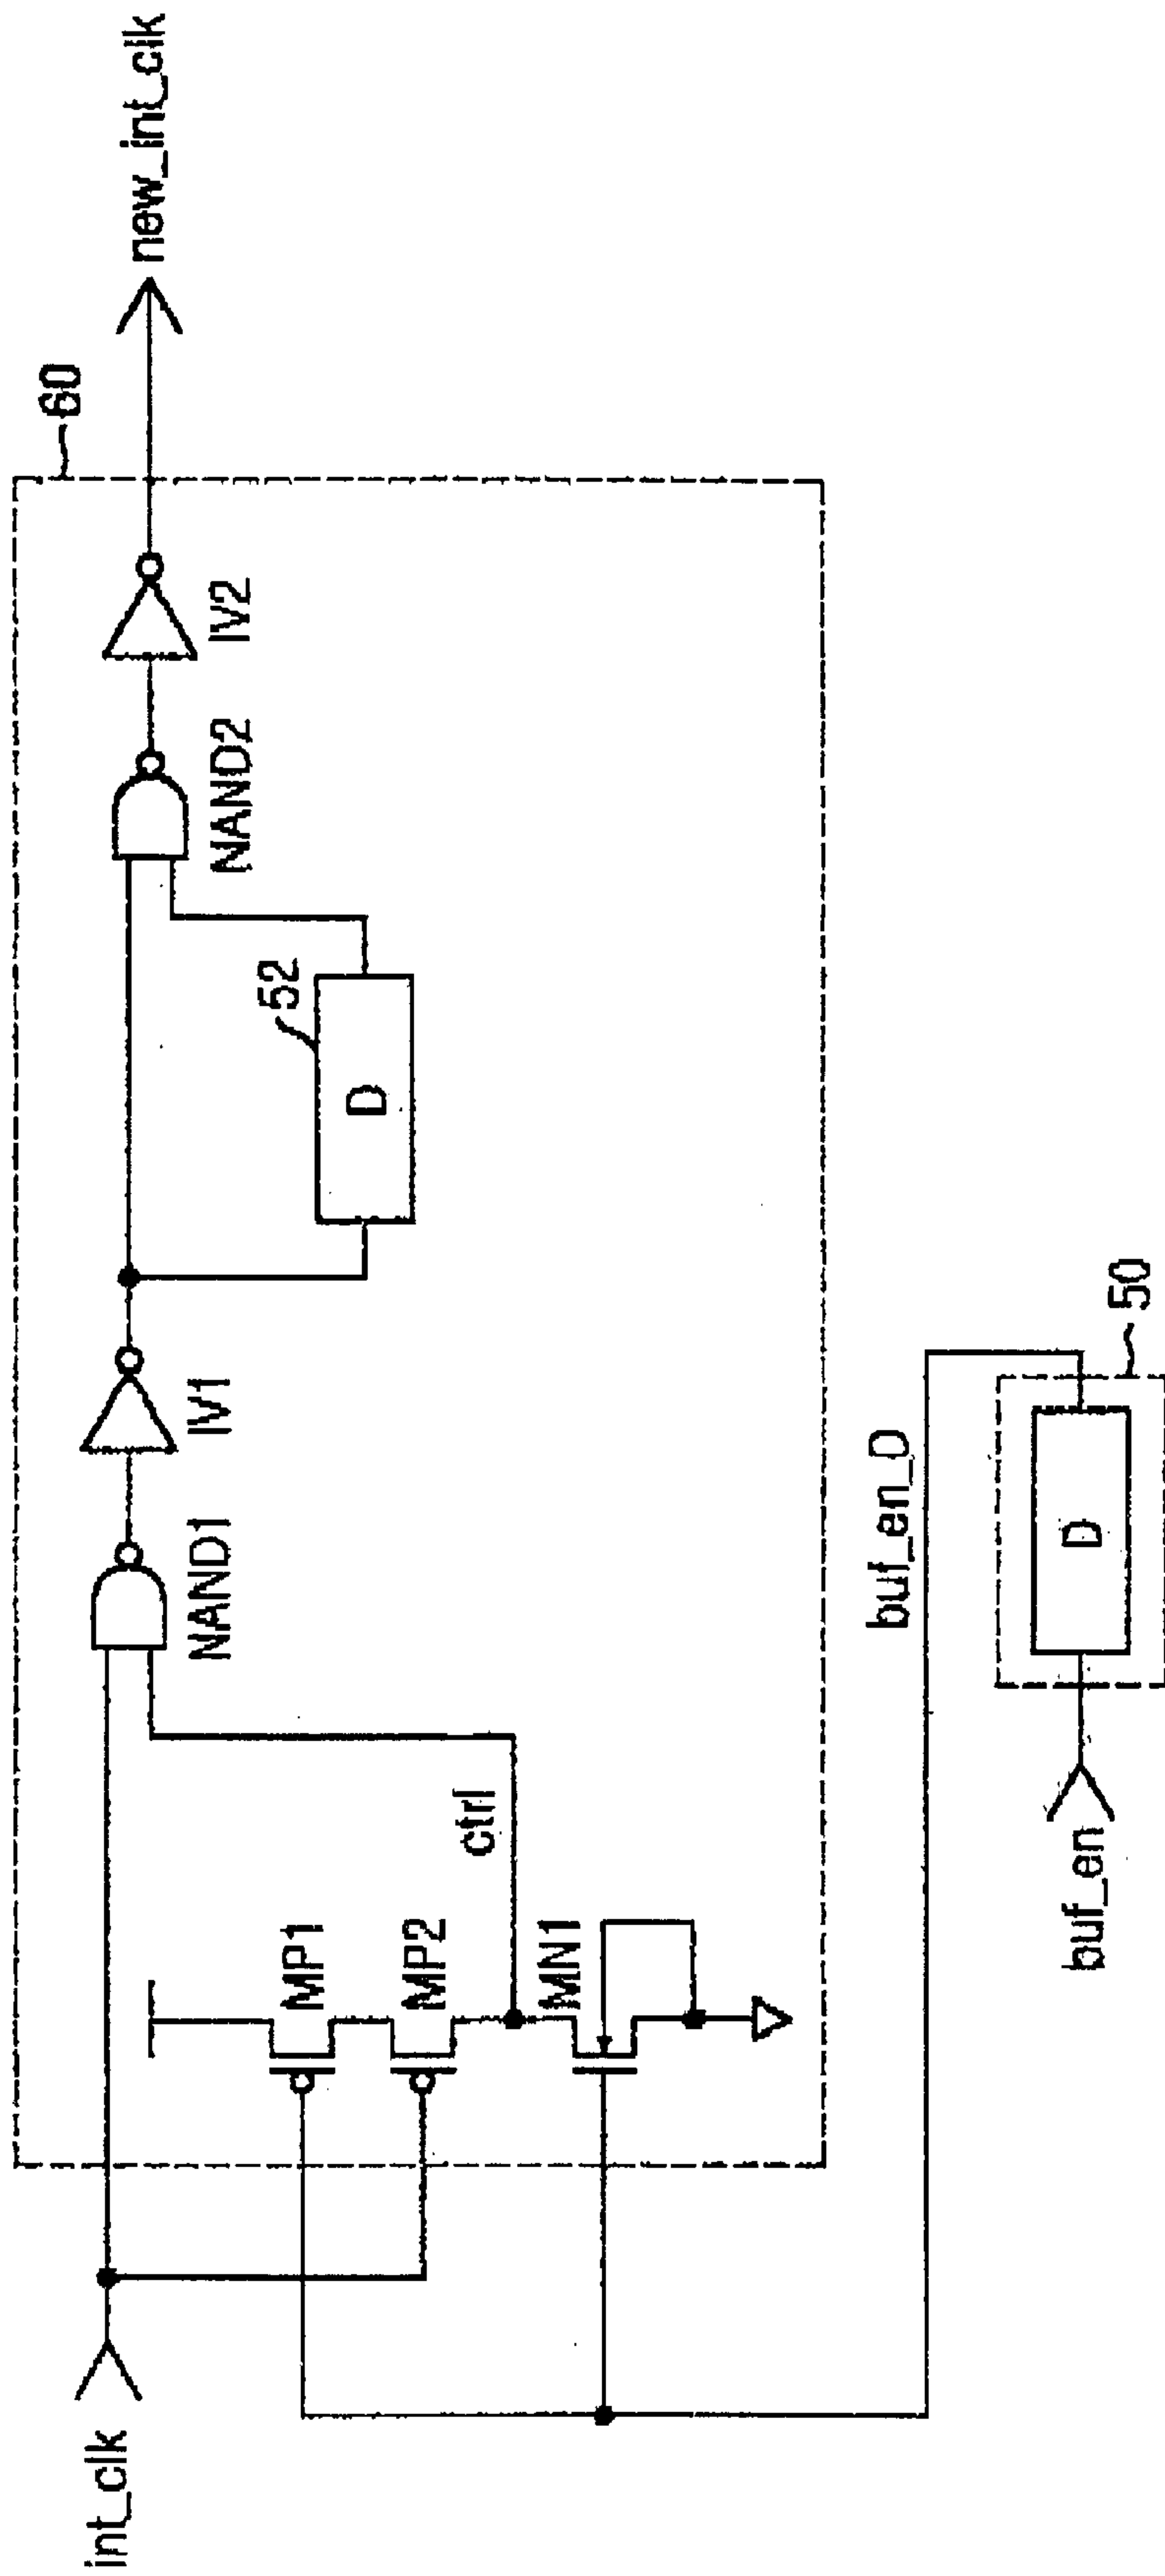 int_clk
new_int_clk
60
NAND1
IV1
NAND2
IV2
52
D
MP1
MP2
MN1
ctrl
buf_en_D
buf_en
D
50